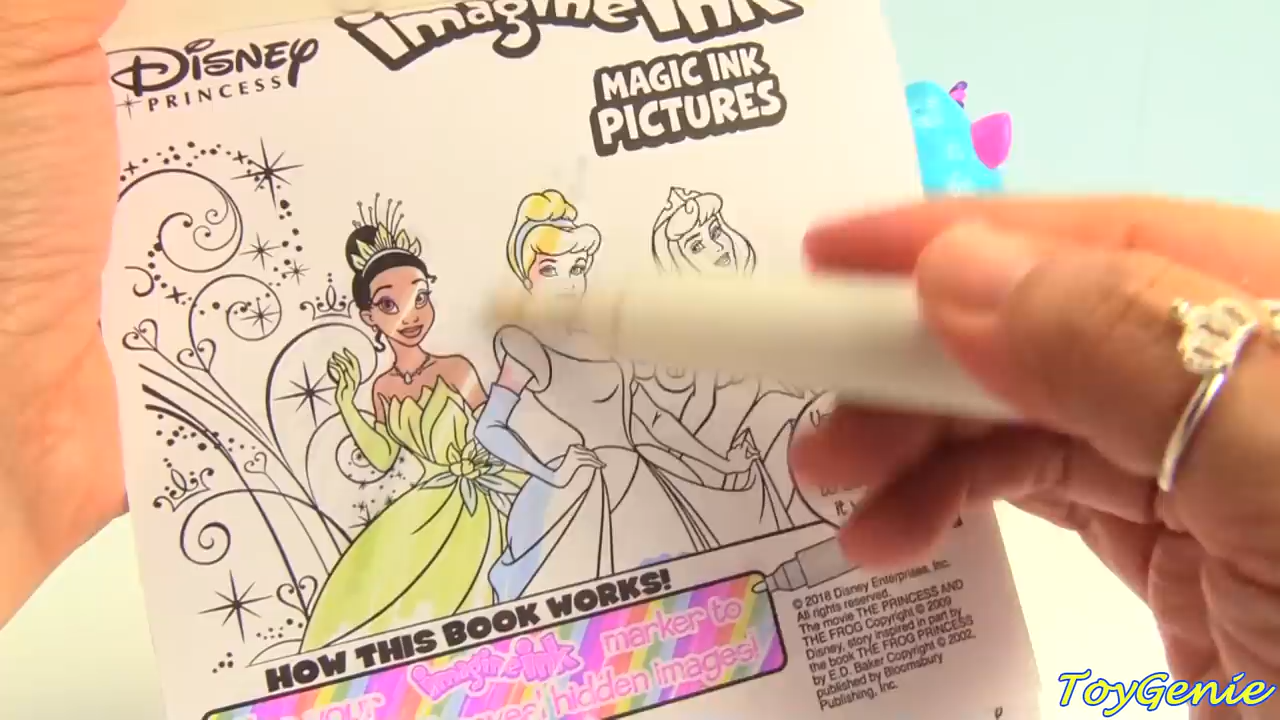 Disney
PRINCESS
imagine ink
MAGIC INK
PICTURES
HOW THIS BOOK WORKS!
your imagine ink marker to
hidden images!
© 2018 Disney Enterprises, Inc.
All rights reserved.
The movie THE PRINCESS AND
THE FROG Copyright © 2009
Disney, story inspired in part by
the book THE FROG PRINCESS
by E.D. Baker Copyright © 2002,
published by Bloomsbury
Publishing, Inc.
ToyGenie